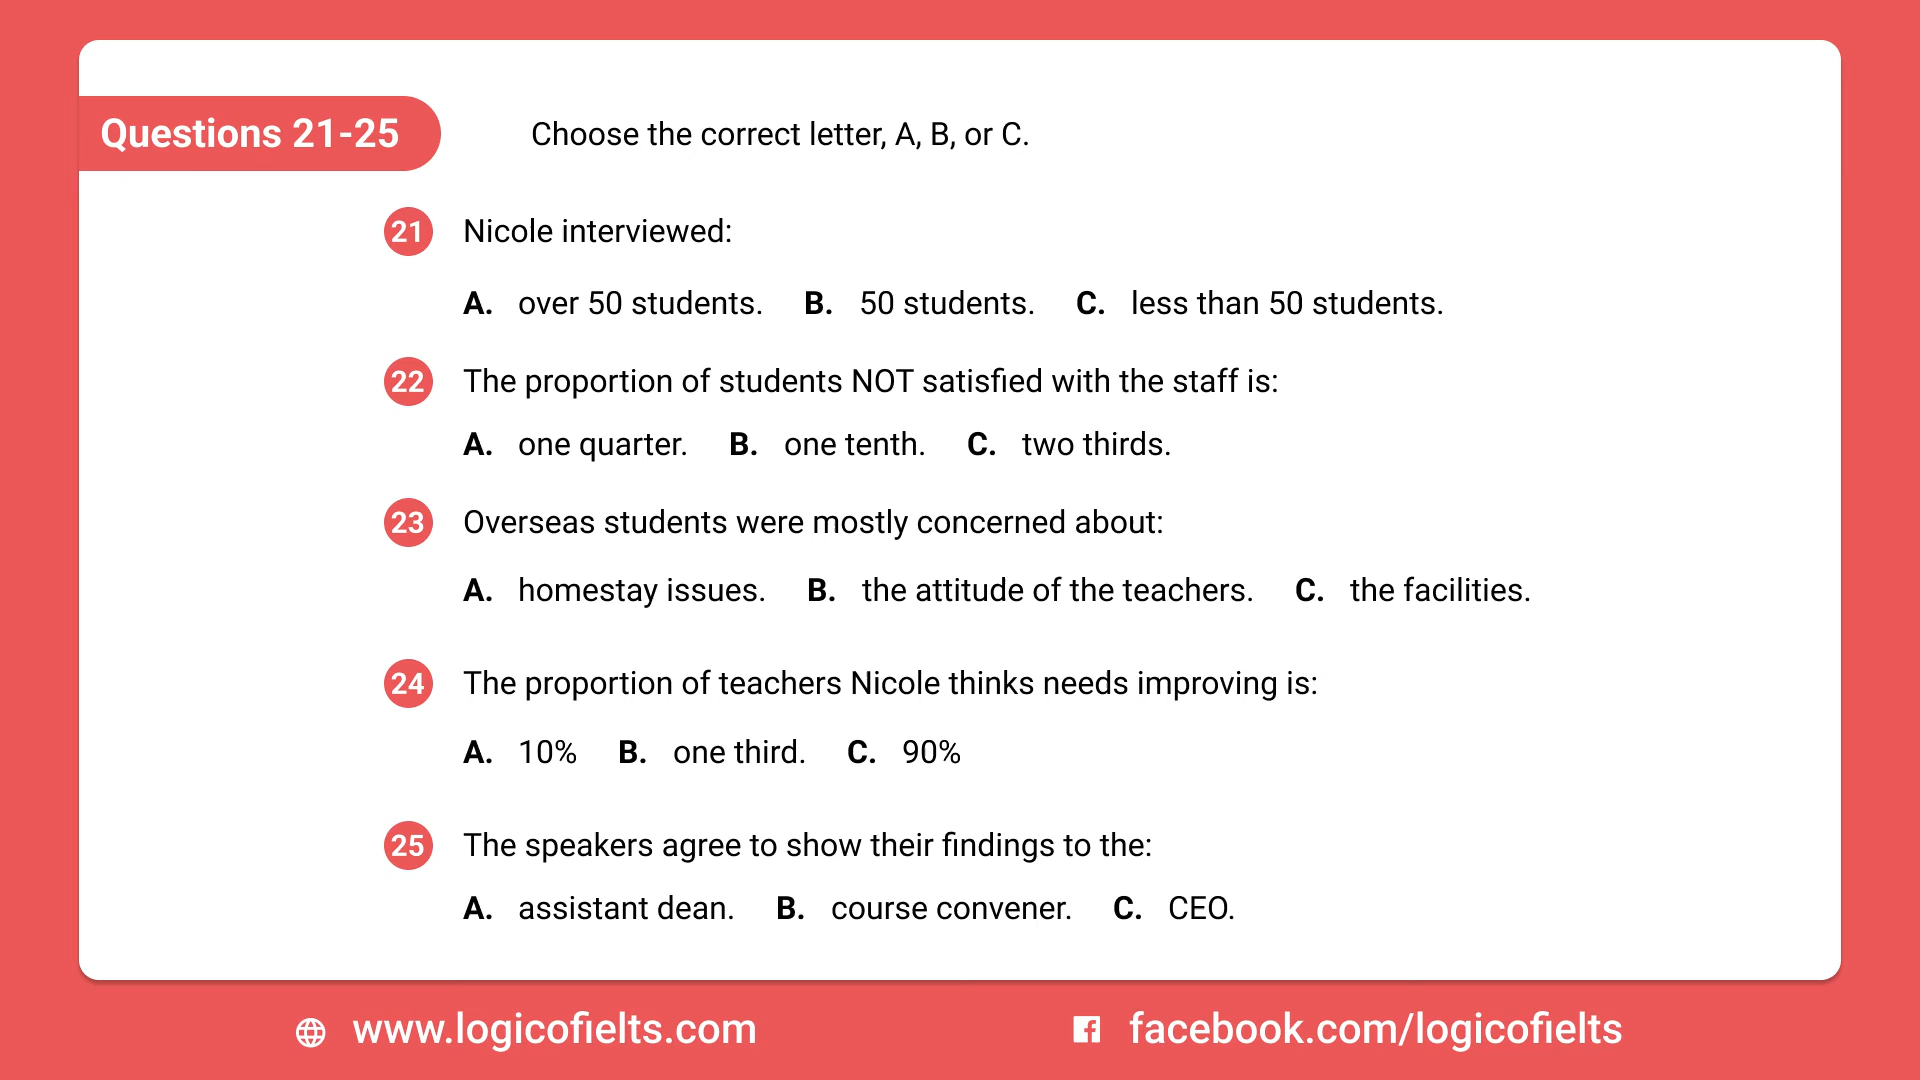 Questions 21-25 Choose the correct letter, A, B, or C.
21 Nicole interviewed:
A. over 50 students. B. 50 students. C. less than 50 students.
22 The proportion of students NOT satisfied with the staff is:
A. one quarter. B. one tenth. C. two thirds.
23 Overseas students were mostly concerned about:
A. homestay issues. B. the attitude of the teachers. C. the facilities.
24 The proportion of teachers Nicole thinks needs improving is:
A. 10% B. one third. C. 90%
25 The speakers agree to show their findings to the:
A. assistant dean. B. course convener. C. CEO.
www.logicofielts.com facebook.com/logicofielts